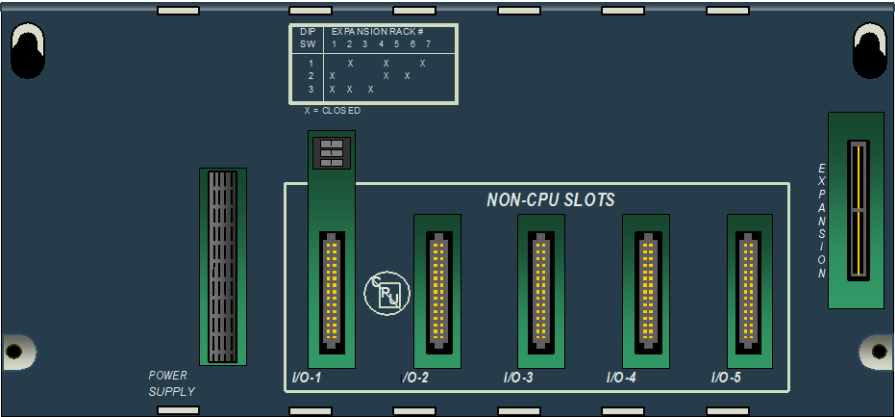 DIP EXPANSION RACK #
SW 1 2 3 4 5 6 7
1 X X X
2 X X X
3 X X X
X = CLOSED
NON-CPU SLOTS
EXPANSION
CRU
I/O-1 I/O-2 I/O-3 I/O-4 I/O-5
POWER
SUPPLY